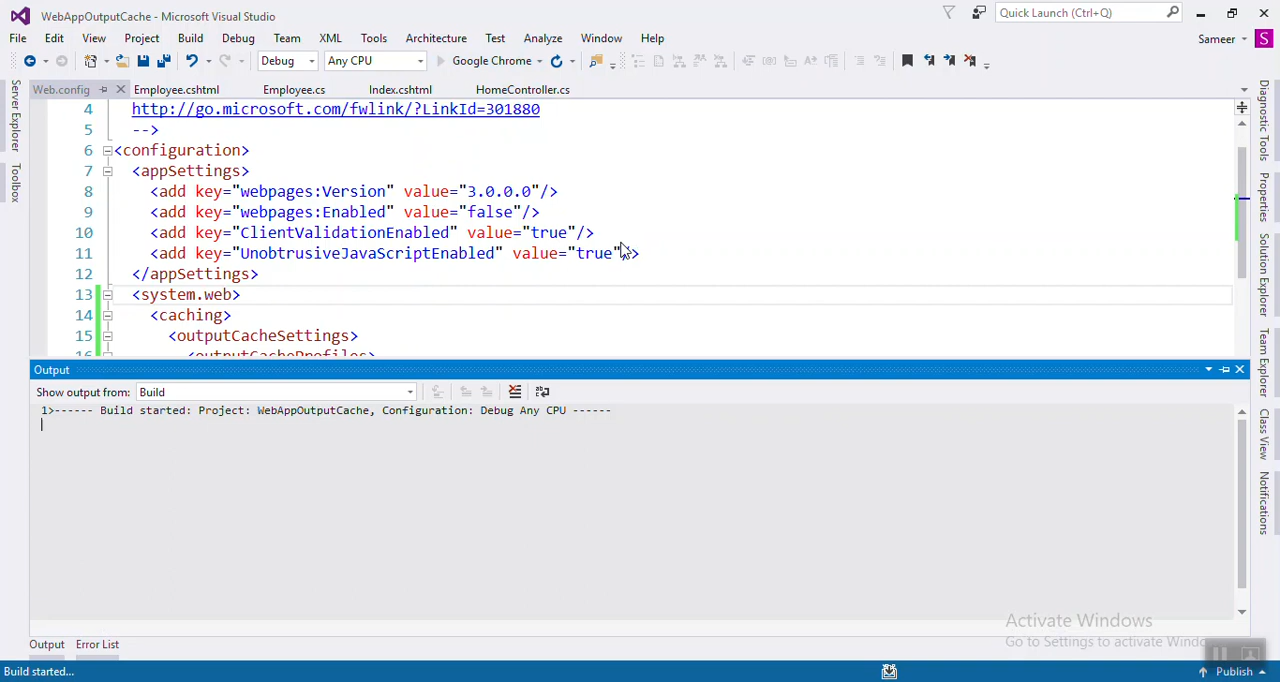 WebAppOutputCache - Microsoft Visual Studio
Quick Launch (Ctrl+Q)
File Edit View Project Build Debug Team XML Tools Architecture Test Analyze Window Help
Sameer S
Debug Any CPU Google Chrome
Web.config Employee.cshtml Employee.cs Index.cshtml HomeController.cs
Server Explorer
Toolbox
Diagnostic Tools
Properties
Solution Explorer
Team Explorer
Class View
Notifications
4 http://go.microsoft.com/fwlink/?LinkId=301880
5 -->
6 <configuration>
7 <appSettings>
8 <add key="webpages:Version" value="3.0.0.0"/>
9 <add key="webpages:Enabled" value="false"/>
10 <add key="ClientValidationEnabled" value="true"/>
11 <add key="UnobtrusiveJavaScriptEnabled" value="true"/>
12 </appSettings>
13 <system.web>
14 <caching>
15 <outputCacheSettings>
16 <outputCacheProfiles>
Output
Show output from: Build
1>------ Build started: Project: WebAppOutputCache, Configuration: Debug Any CPU ------
Activate Windows
Go to Settings to activate Windo
Output Error List
Build started...
Publish